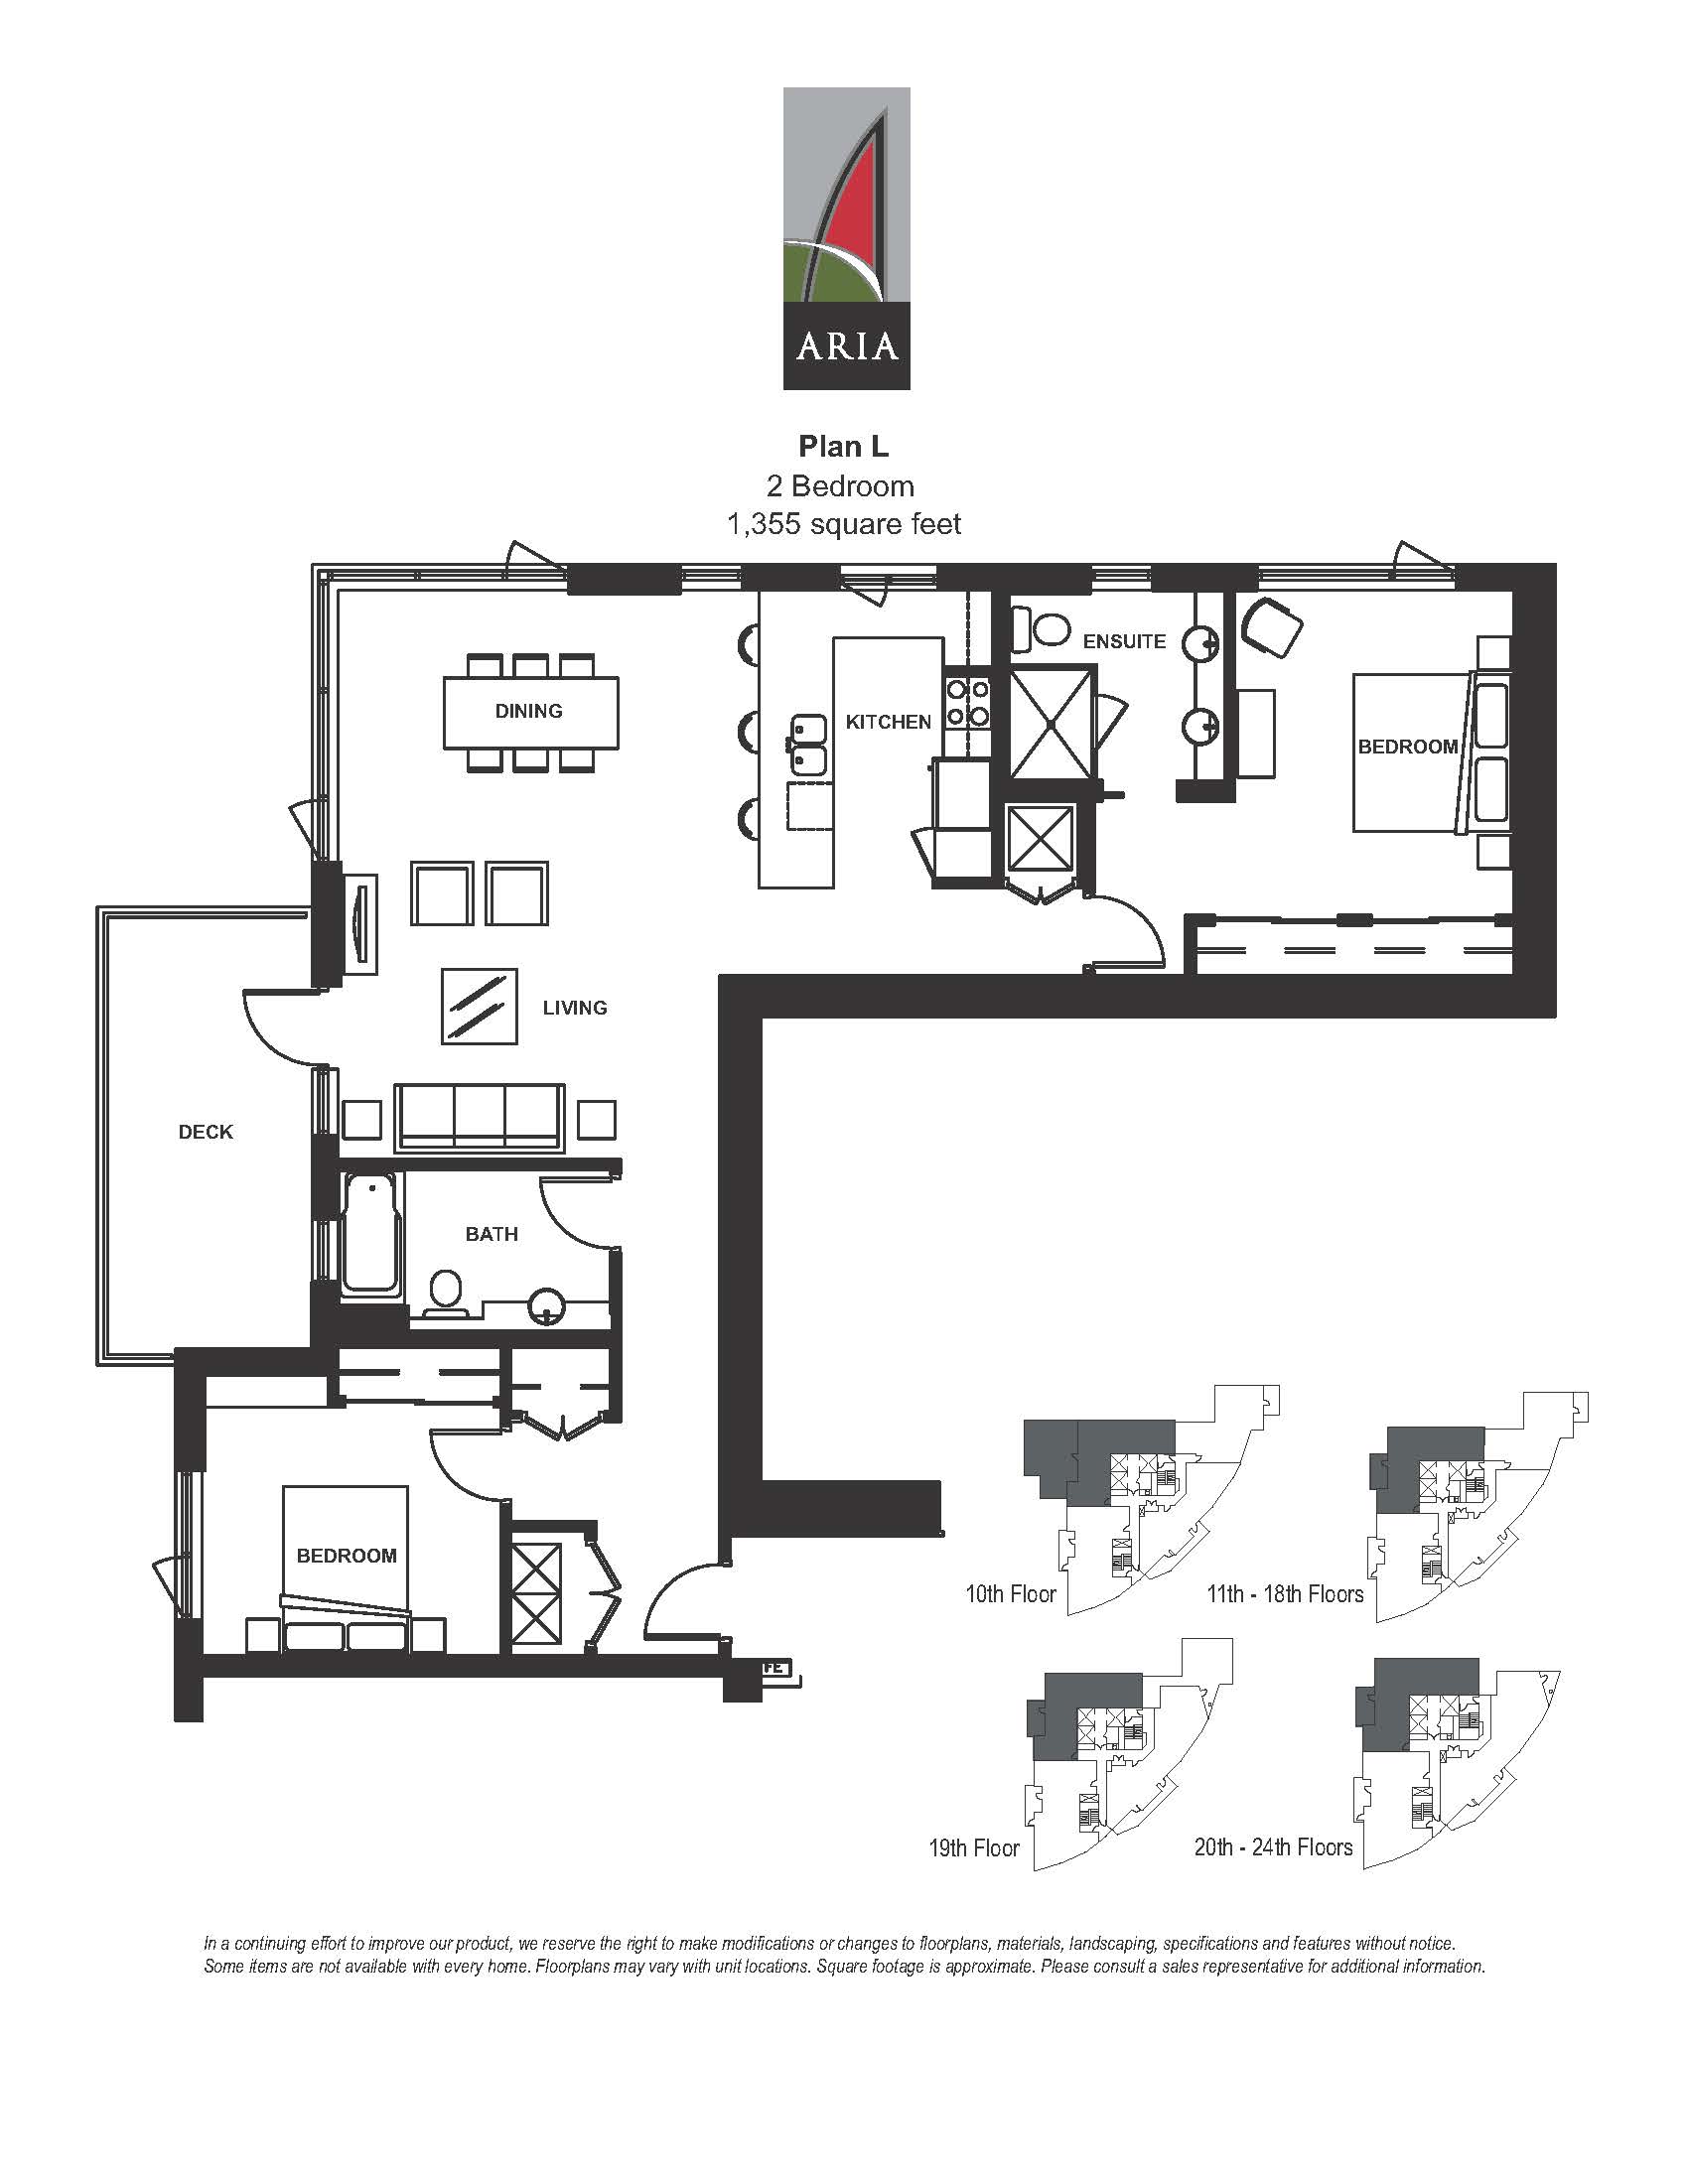 ARIA
Plan L
2 Bedroom
1,355 square feet
ENSUITE
DINING
KITCHEN
BEDROOM
LIVING
DECK
BATH
BEDROOM
FE
10th Floor
11th - 18th Floors
19th Floor
20th - 24th Floors
In a continuing effort to improve our product, we reserve the right to make modifications or changes to floorplans, materials, landscaping, specifications and features without notice.
Some items are not available with every home. Floorplans may vary with unit locations. Square footage is approximate. Please consult a sales representative for additional information.